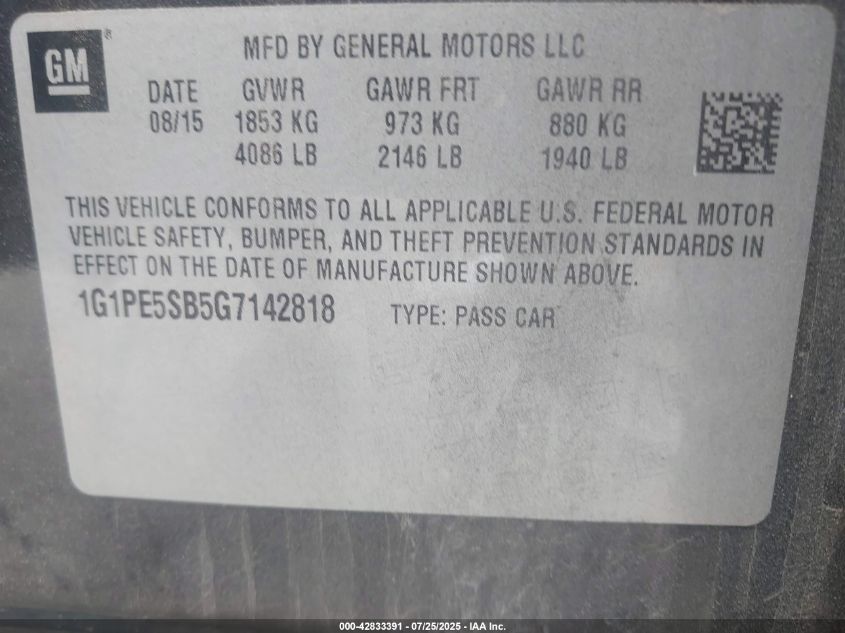 GM ®
MFD BY GENERAL MOTORS LLC
DATE GVWR GAWR FRT GAWR RR
08/15 1853 KG 973 KG 880 KG
4086 LB 2146 LB 1940 LB
THIS VEHICLE CONFORMS TO ALL APPLICABLE U.S. FEDERAL MOTOR
VEHICLE SAFETY, BUMPER, AND THEFT PREVENTION STANDARDS IN
EFFECT ON THE DATE OF MANUFACTURE SHOWN ABOVE.
1G1PE5SB5G7142818 TYPE: PASS CAR
000-42833391 - 07/25/2025 - IAA Inc.